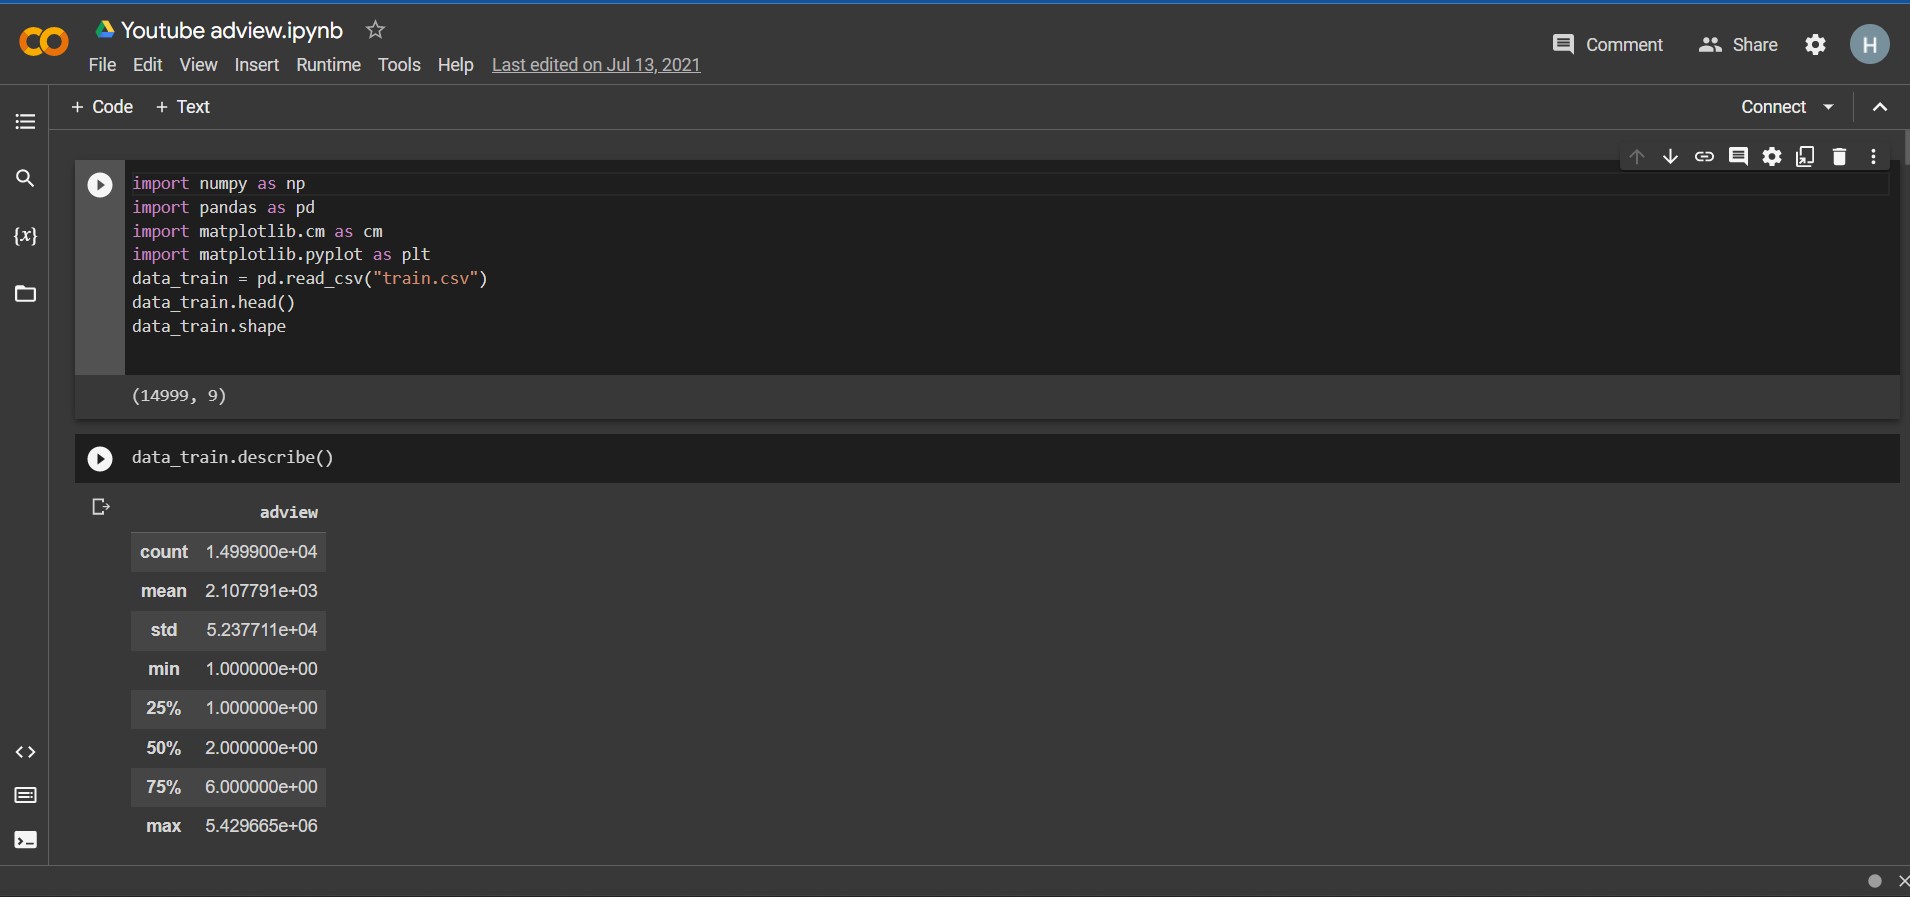 Youtube adview.ipynb
File Edit View Insert Runtime Tools Help Last edited on Jul 13, 2021
Comment Share H
+ Code + Text
Connect
{x}
import numpy as np
import pandas as pd
import matplotlib.cm as cm
import matplotlib.pyplot as plt
data_train = pd.read_csv("train.csv")
data_train.head()
data_train.shape
(14999, 9)
data_train.describe()
adview
count 1.499900e+04
mean 2.107791e+03
std 5.237711e+04
min 1.000000e+00
25% 1.000000e+00
50% 2.000000e+00
75% 6.000000e+00
max 5.429665e+06